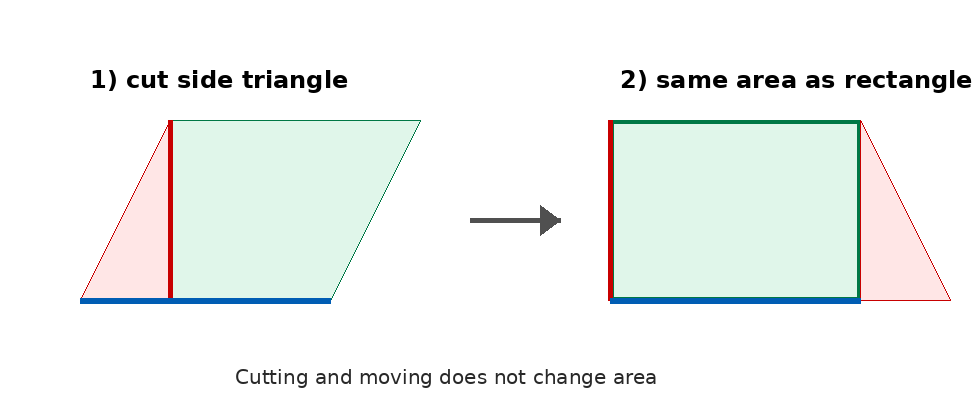 1) cut side triangle
2) same area as rectangle
Cutting and moving does not change area